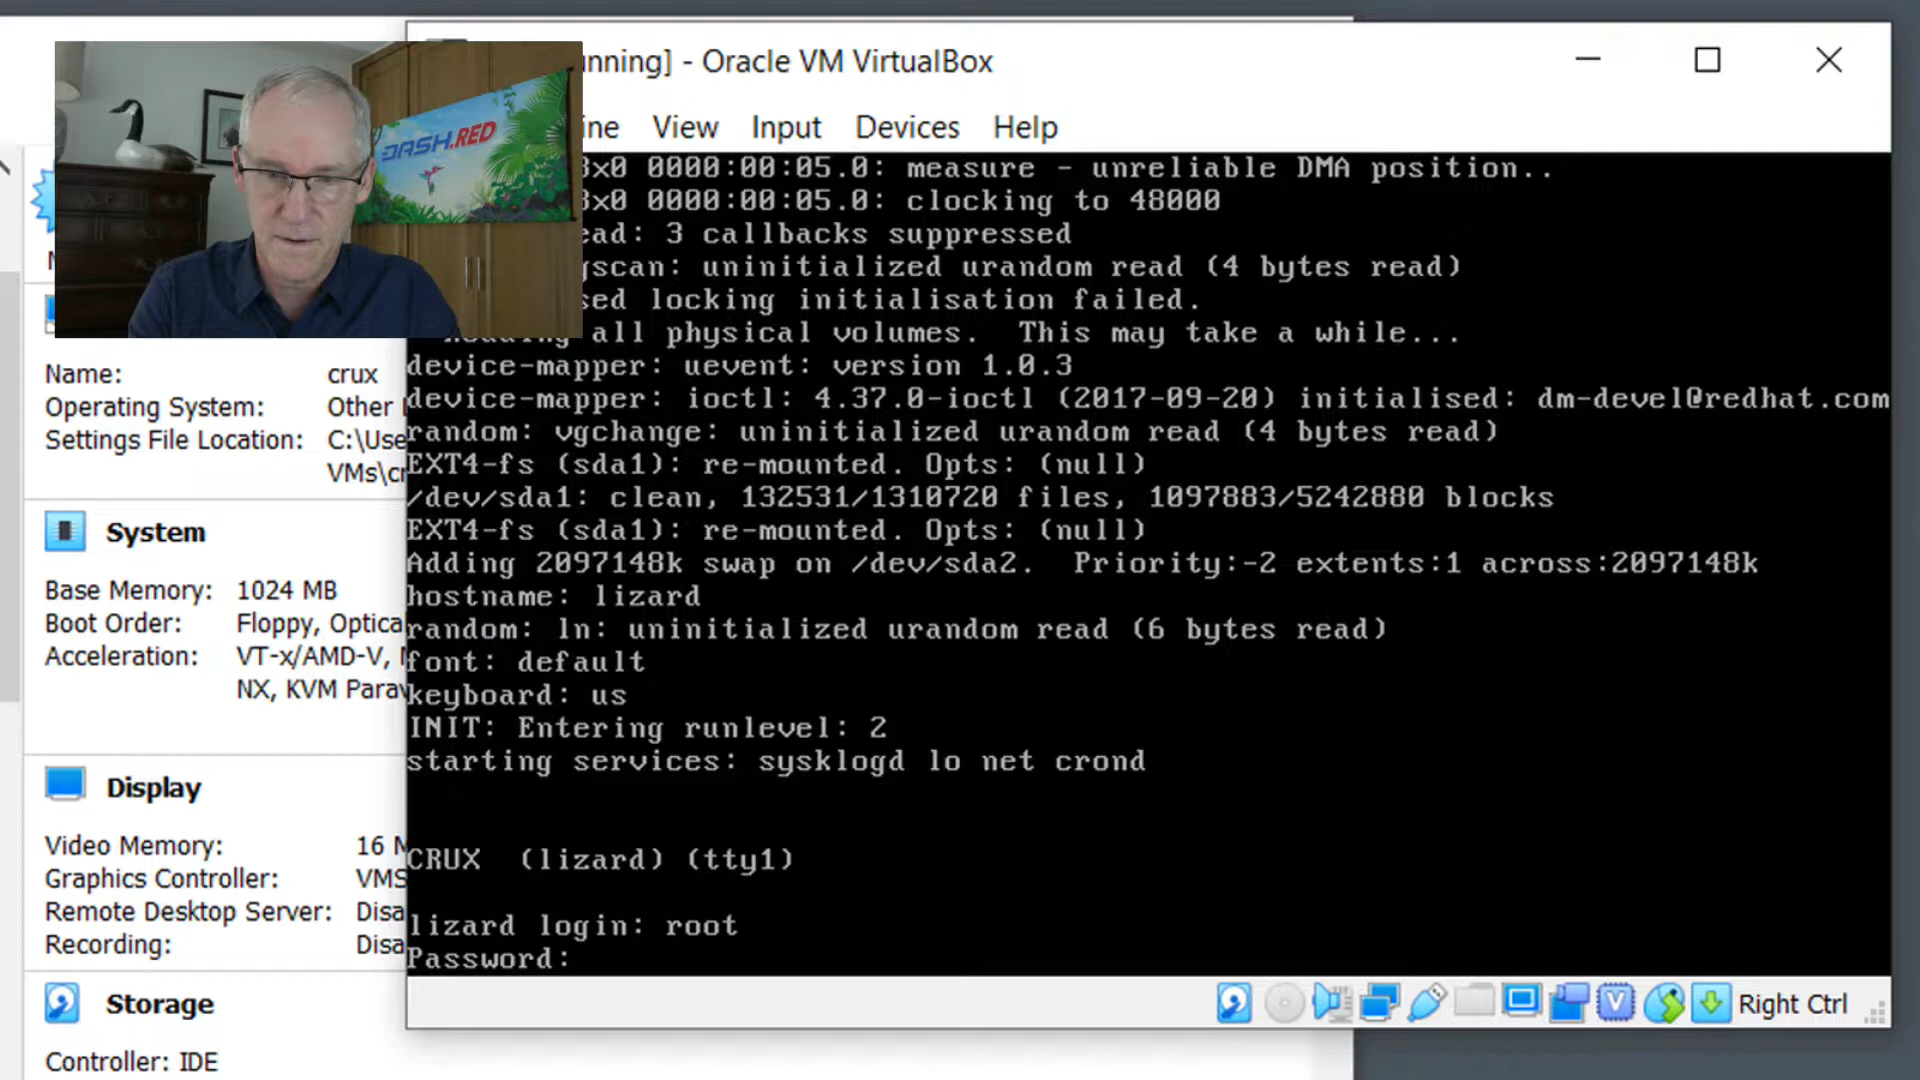 unning] - Oracle VM VirtualBox
ine View Input Devices Help
DASH.RED
3x0 0000:00:05.0: measure - unreliable DMA position..
3x0 0000:00:05.0: clocking to 48000
ead: 3 callbacks suppressed
gscan: uninitialized urandom read (4 bytes read)
sed locking initialisation failed.
all physical volumes.  This may take a while...
device-mapper: uevent: version 1.0.3
device-mapper: ioctl: 4.37.0-ioctl (2017-09-20) initialised: dm-devel@redhat.com
random: vgchange: uninitialized urandom read (4 bytes read)
EXT4-fs (sda1): re-mounted. Opts: (null)
/dev/sda1: clean, 132531/1310720 files, 1097883/5242880 blocks
EXT4-fs (sda1): re-mounted. Opts: (null)
Adding 2097148k swap on /dev/sda2.  Priority:-2 extents:1 across:2097148k
hostname: lizard
random: ln: uninitialized urandom read (6 bytes read)
font: default
keyboard: us
INIT: Entering runlevel: 2
starting services: sysklogd lo net crond
CRUX  (lizard) (tty1)
lizard login: root
Password:
Right Ctrl
Name: crux
Operating System: Other
Settings File Location: C:\Use
VMs\cr
System
Base Memory: 1024 MB
Boot Order: Floppy, Optica
Acceleration: VT-x/AMD-V,
NX, KVM Parav
Display
Video Memory: 16
Graphics Controller: VMS
Remote Desktop Server: Disa
Recording: Disa
Storage
Controller: IDE